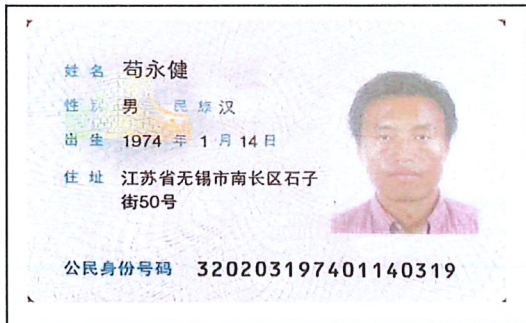 姓名 苟永健
性别 男 民族 汉
出生 1974 年 1 月 14 日
住址 江苏省无锡市南长区石子
街50号
公民身份号码 320203197401140319